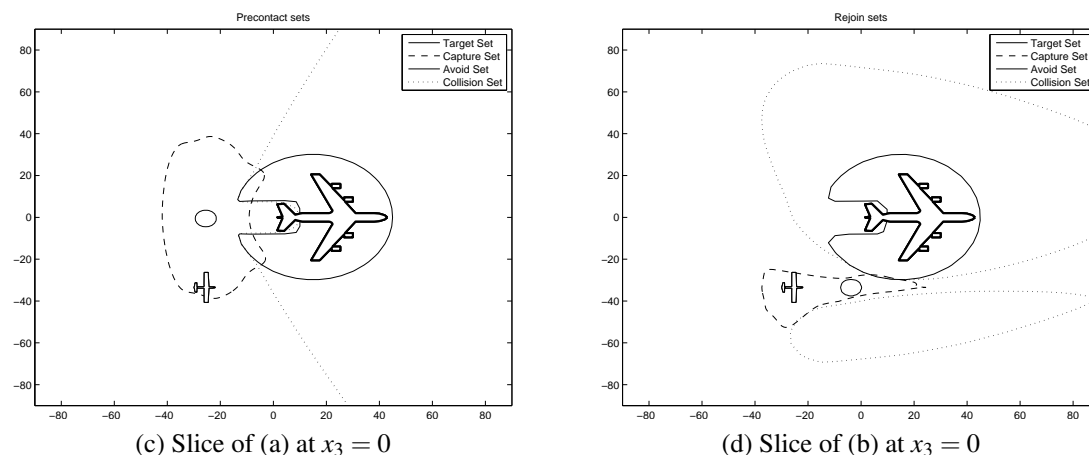 Precontact sets
80
60
40
20
0
−20
−40
−60
−80
−80 −60 −40 −20 0 20 40 60 80
Target Set
Capture Set
Avoid Set
Collision Set
(c) Slice of (a) at x₃ = 0
Rejoin sets
80
60
40
20
0
−20
−40
−60
−80
−80 −60 −40 −20 0 20 40 60 80
Target Set
Capture Set
Avoid Set
Collision Set
(d) Slice of (b) at x₃ = 0